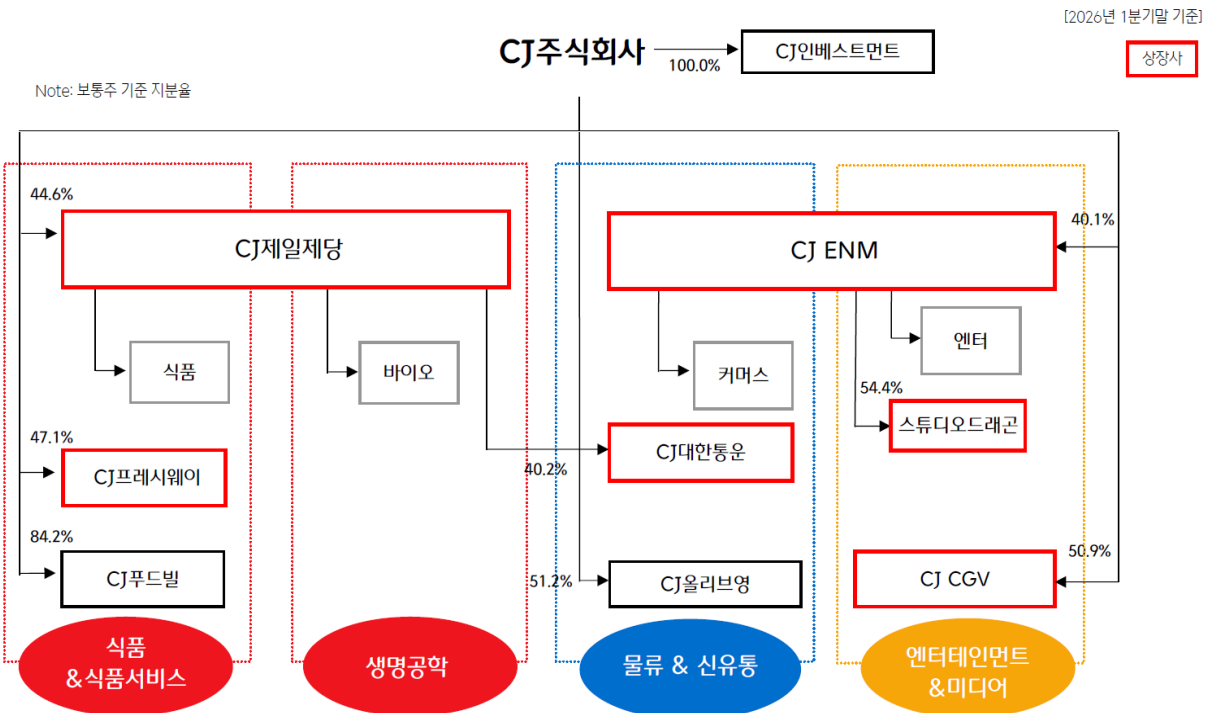 [2026년 1분기말 기준]
CJ주식회사
100.0%
CJ인베스트먼트
상장사
Note: 보통주 기준 지분율
44.6%
CJ제일제당
CJ ENM
40.1%
식품
바이오
커머스
엔터
54.4%
스튜디오드래곤
47.1%
CJ프레시웨이
40.2%
CJ대한통운
84.2%
CJ푸드빌
51.2%
CJ올리브영
CJ CGV
50.9%
식품
&식품서비스
생명공학
물류 & 신유통
엔터테인먼트
&미디어